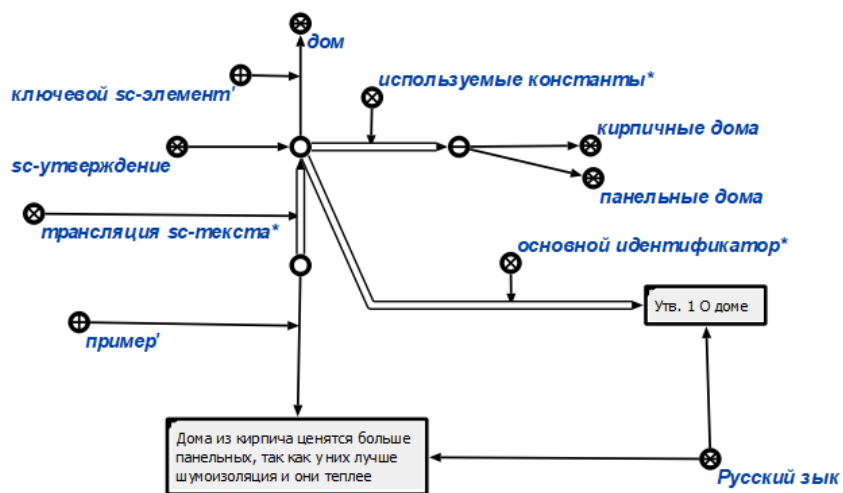 дом
используемые константы*
ключевой sc-элемент'
кирпичные дома
sc-утверждение
панельные дома
трансляция sc-текста*
основной идентификатор*
Утв. 1 О доме
пример'
Дома из кирпича ценятся больше
панельных, так как у них лучше
шумоизоляция и они теплее
Русский зык